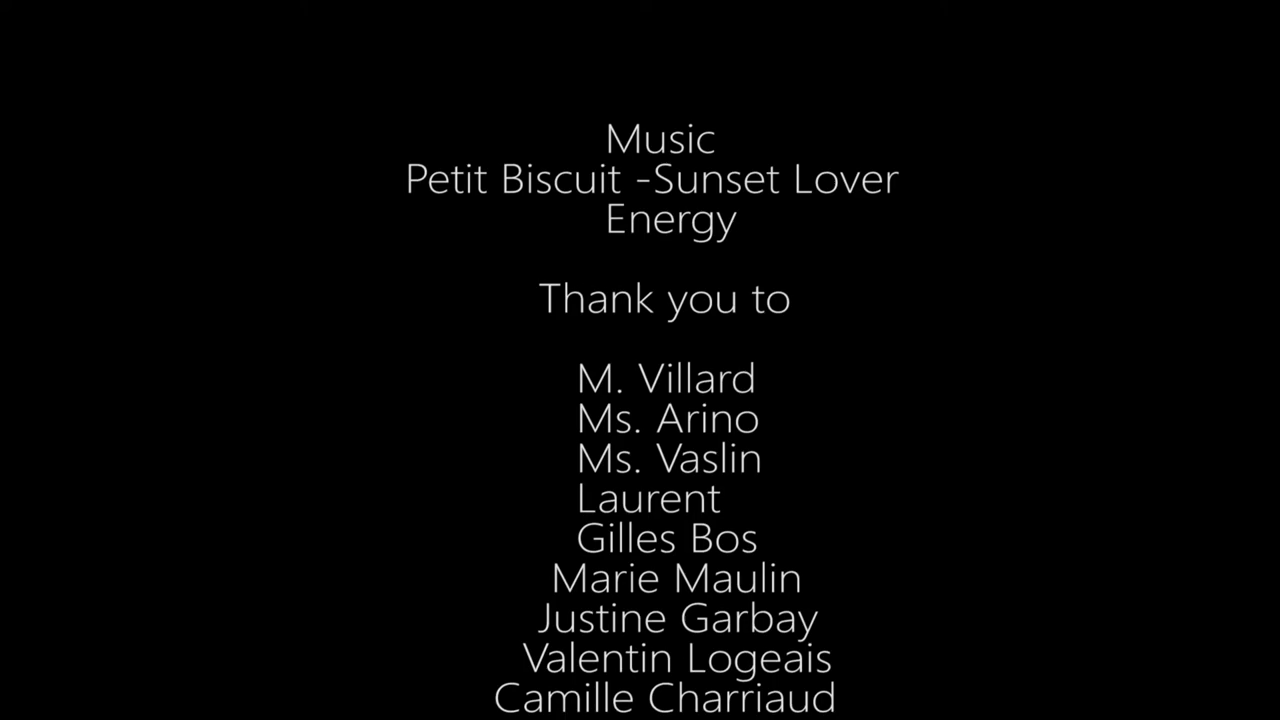 Music
Petit Biscuit -Sunset Lover
Energy
Thank you to
M. Villard
Ms. Arino
Ms. Vaslin
Laurent
Gilles Bos
Marie Maulin
Justine Garbay
Valentin Logeais
Camille Charriaud